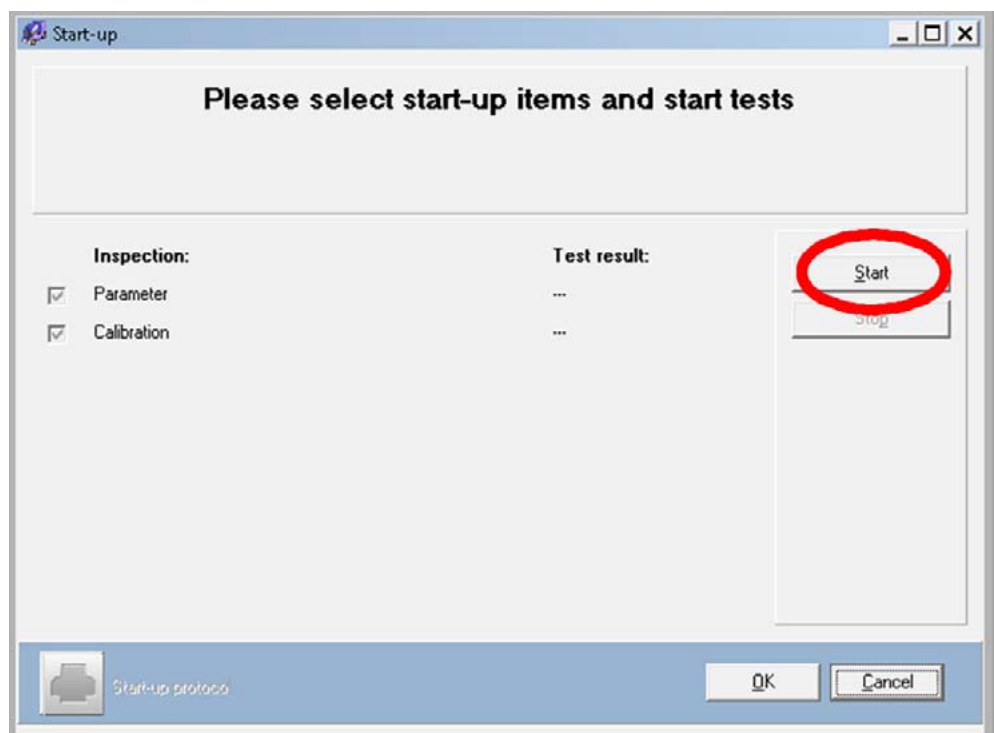 Start-up
Please select start-up items and start tests
Inspection: Test result:
Parameter ---
Calibration ---
Start
Stop
Start-up protocol
OK
Cancel